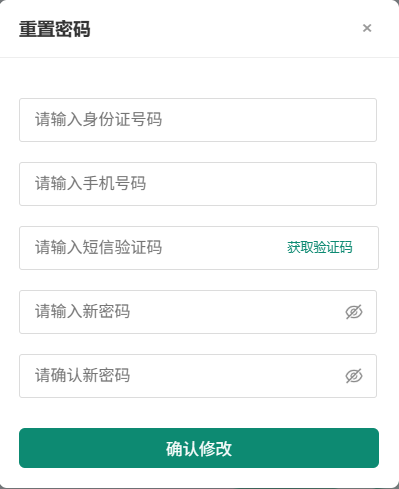 重置密码
请输入身份证号码
请输入手机号码
请输入短信验证码 获取验证码
请输入新密码
请确认新密码
确认修改